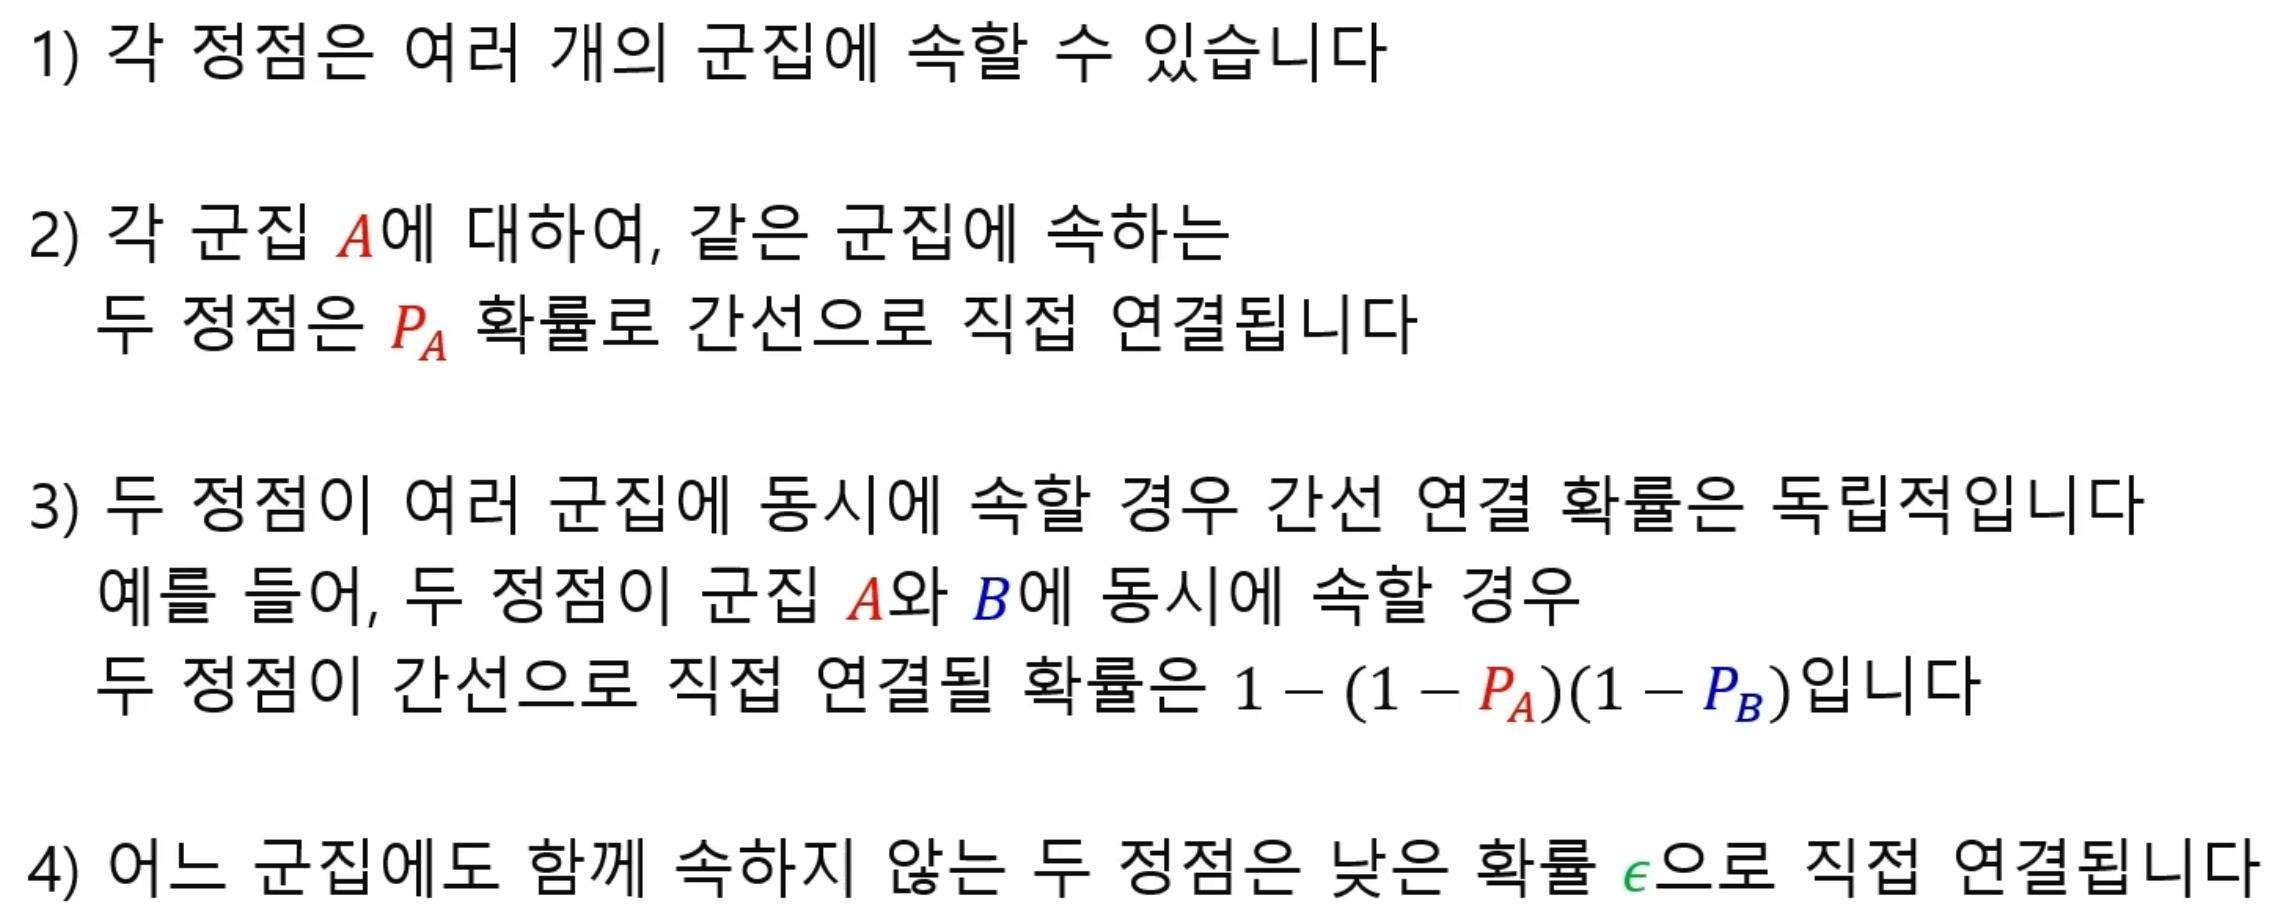 1) 각 정점은 여러 개의 군집에 속할 수 있습니다
2) 각 군집 A에 대하여, 같은 군집에 속하는
두 정점은 P_A 확률로 간선으로 직접 연결됩니다
3) 두 정점이 여러 군집에 동시에 속할 경우 간선 연결 확률은 독립적입니다
예를 들어, 두 정점이 군집 A와 B에 동시에 속할 경우
두 정점이 간선으로 직접 연결될 확률은 1 − (1 − P_A)(1 − P_B)입니다
4) 어느 군집에도 함께 속하지 않는 두 정점은 낮은 확률 ϵ으로 직접 연결됩니다